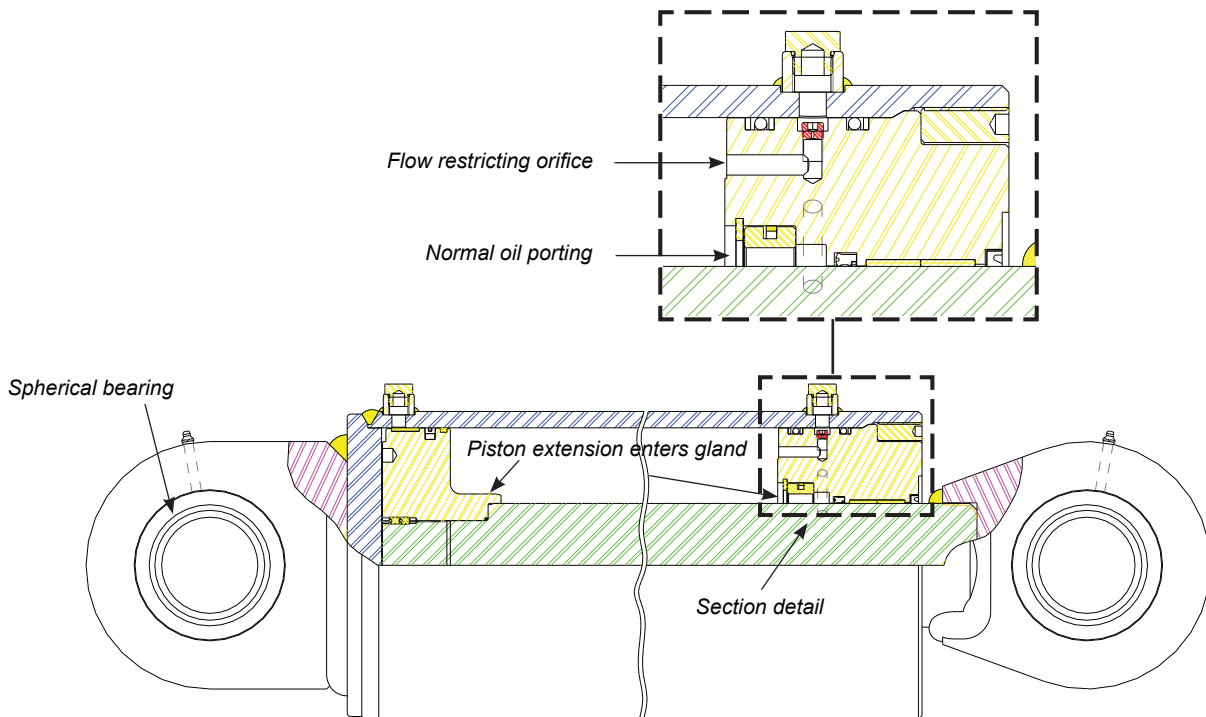 Flow restricting orifice
Normal oil porting
Spherical bearing
Piston extension enters gland
Section detail